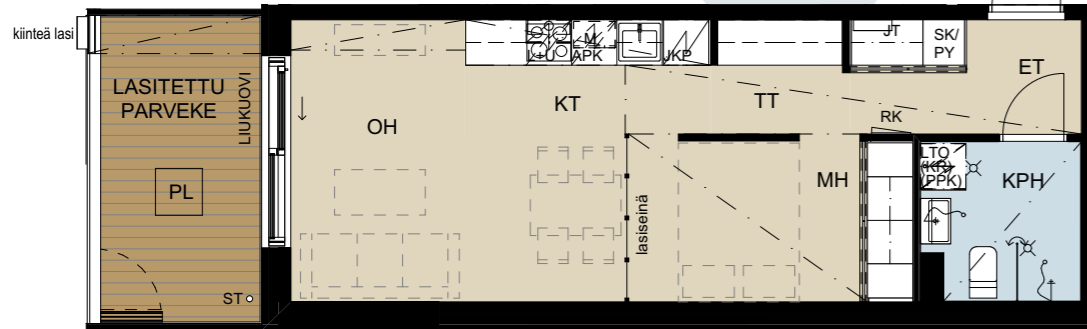 kiinteä lasi
LASITETTU
PARVEKE
LIUKUOVI
PL
ST
OH
KT
L+U
M
APK
JKP
TT
JT
SK/
PY
ET
RK
lasiseinä
MH
LTO
(KR)
(PPK)
KPH